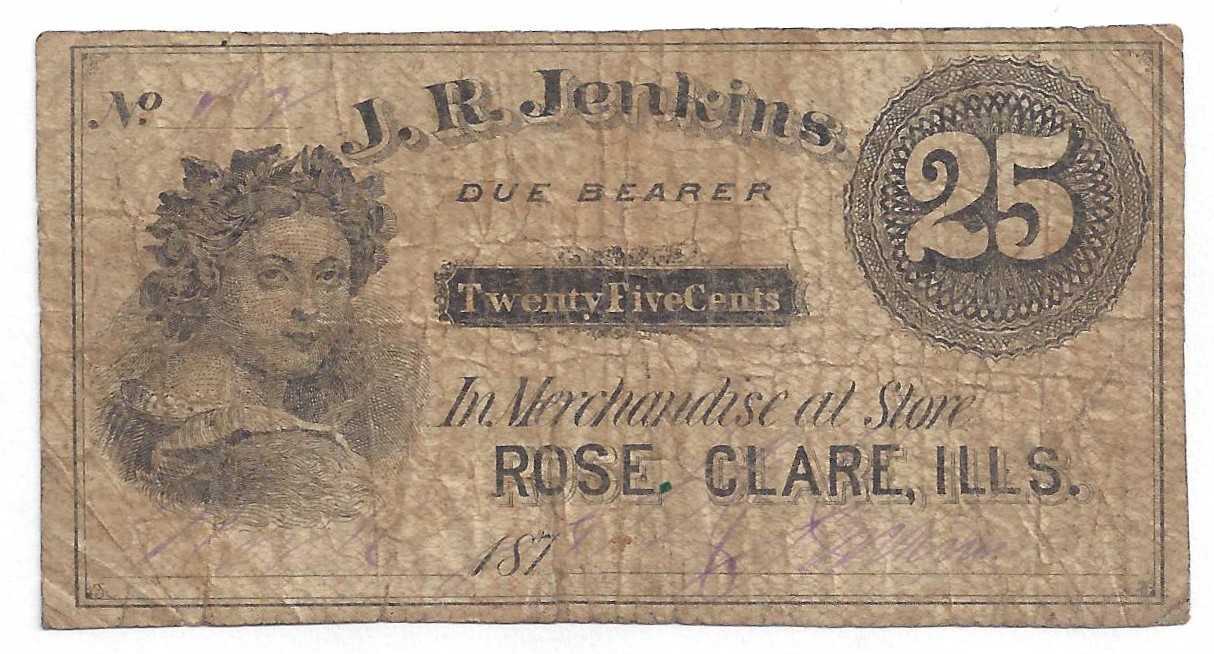 No
J. R. Jenkins.
25
DUE BEARER
Twenty Five Cents
In Merchandise at Store
ROSE CLARE, ILLS.
187